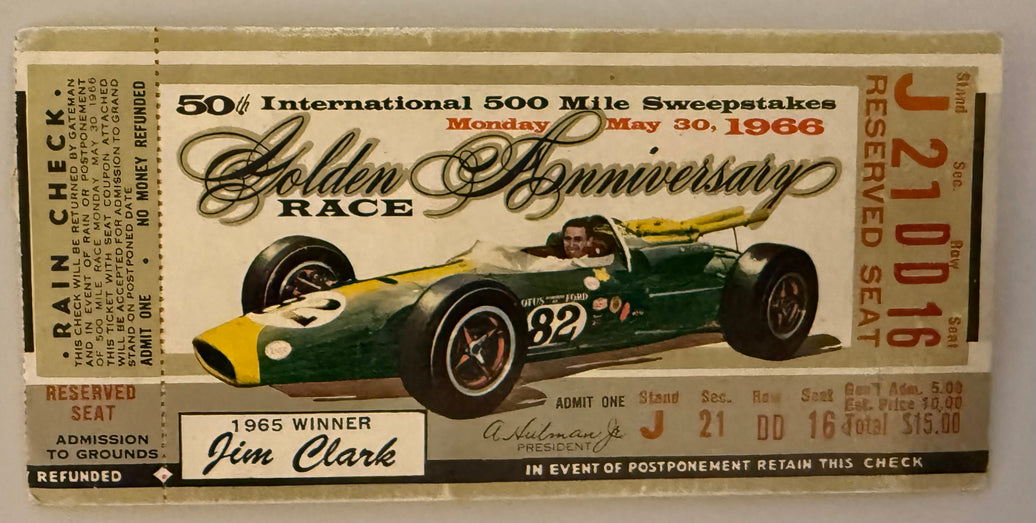 • RAIN CHECK •
THIS CHECK WILL BE RETURNED BY GATEMAN
AND IN EVENT OF RAIN OR POSTPONEMENT
OF 500 MILE RACE MONDAY MAY 30 1966
THIS TICKET WITH SEAT COUPON ATTACHED
WILL BE ACCEPTED FOR ADMISSION TO GRAND
STAND ON POSTPONED DATE
ADMIT ONE • NO MONEY REFUNDED
RESERVED
SEAT
ADMISSION
TO GROUNDS
REFUNDED
50th International 500 Mile Sweepstakes
Monday May 30, 1966
Golden Anniversary
RACE
LOTUS POWERED BY FORD
82
1965 WINNER
Jim Clark
ADMIT ONE
A. Hulman Jr.
PRESIDENT
Stand Sec. Row Seat
J 21 DD 16
Gen'l Adm. 5.00
Est. Price 10.00
Total $15.00
IN EVENT OF POSTPONEMENT RETAIN THIS CHECK
Stand Sec. Row Seat
J 21 DD 16
RESERVED SEAT